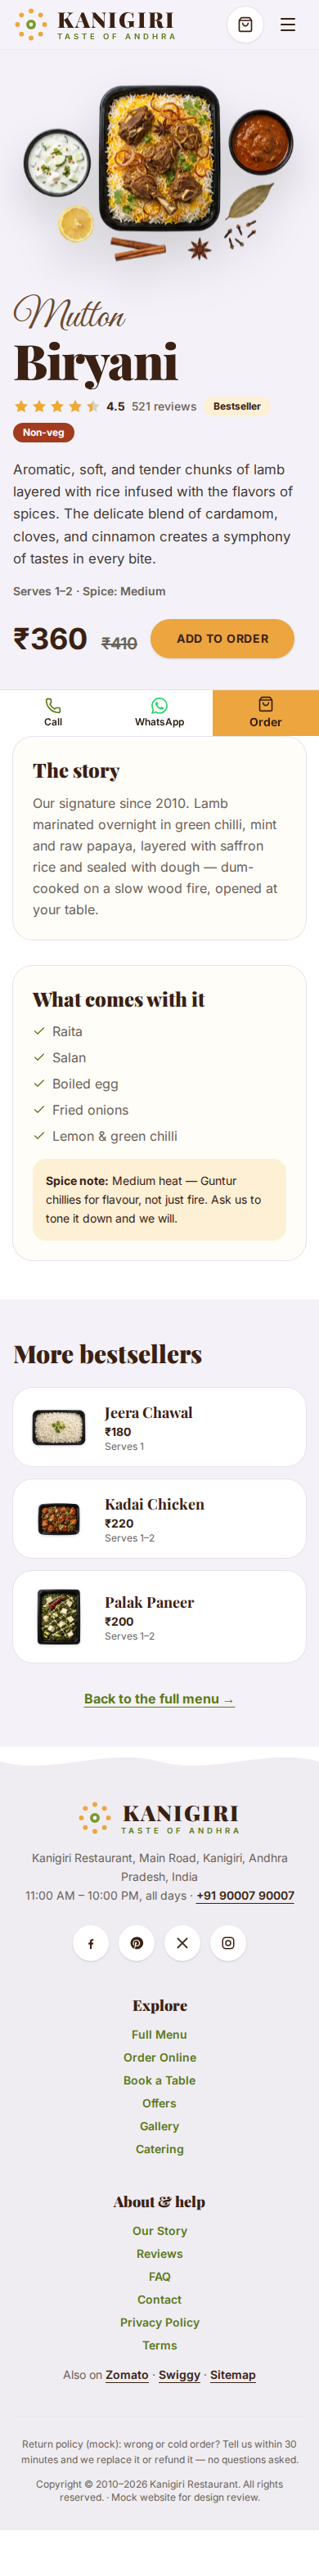 KANIGIRI
TASTE OF ANDHRA
Mutton
Biryani
4.5 521 reviews Bestseller
Non-veg
Aromatic, soft, and tender chunks of lamb
layered with rice infused with the flavors of
spices. The delicate blend of cardamom,
cloves, and cinnamon creates a symphony
of tastes in every bite.
Serves 1–2 · Spice: Medium
₹360 ₹410 ADD TO ORDER
Call WhatsApp Order
The story
Our signature since 2010. Lamb
marinated overnight in green chilli, mint
and raw papaya, layered with saffron
rice and sealed with dough — dum-
cooked on a slow wood fire, opened at
your table.
What comes with it
Raita
Salan
Boiled egg
Fried onions
Lemon & green chilli
Spice note: Medium heat — Guntur
chillies for flavour, not just fire. Ask us to
tone it down and we will.
More bestsellers
Jeera Chawal
₹180
Serves 1
Kadai Chicken
₹220
Serves 1–2
Palak Paneer
₹200
Serves 1–2
Back to the full menu →
KANIGIRI
TASTE OF ANDHRA
Kanigiri Restaurant, Main Road, Kanigiri, Andhra
Pradesh, India
11:00 AM – 10:00 PM, all days · +91 90007 90007
Explore
Full Menu
Order Online
Book a Table
Offers
Gallery
Catering
About & help
Our Story
Reviews
FAQ
Contact
Privacy Policy
Terms
Also on Zomato · Swiggy · Sitemap
Return policy (mock): wrong or cold order? Tell us within 30
minutes and we replace it or refund it — no questions asked.
Copyright © 2010–2026 Kanigiri Restaurant. All rights
reserved. · Mock website for design review.